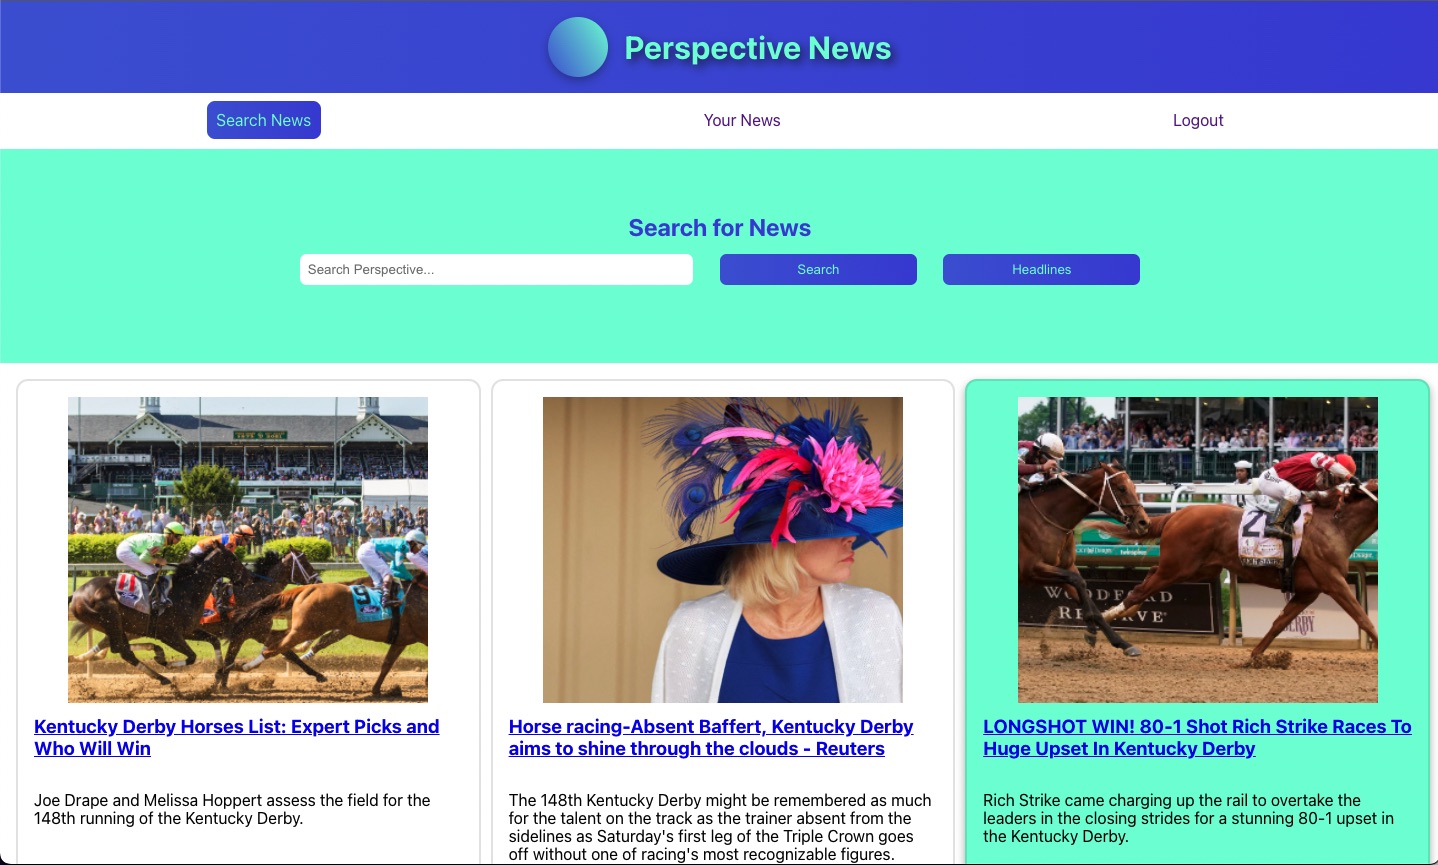 Perspective News
Search News
Your News
Logout
Search for News
Search Perspective...
Search
Headlines
9
2
WOODFORD
RESERVE
DERBY
Kentucky Derby Horses List: Expert Picks and
Who Will Win
Joe Drape and Melissa Hoppert assess the field for the
148th running of the Kentucky Derby.
Horse racing-Absent Baffert, Kentucky Derby
aims to shine through the clouds - Reuters
The 148th Kentucky Derby might be remembered as much
for the talent on the track as the trainer absent from the
sidelines as Saturday's first leg of the Triple Crown goes
off without one of racing's most recognizable figures.
LONGSHOT WIN! 80-1 Shot Rich Strike Races To
Huge Upset In Kentucky Derby
Rich Strike came charging up the rail to overtake the
leaders in the closing strides for a stunning 80-1 upset in
the Kentucky Derby.